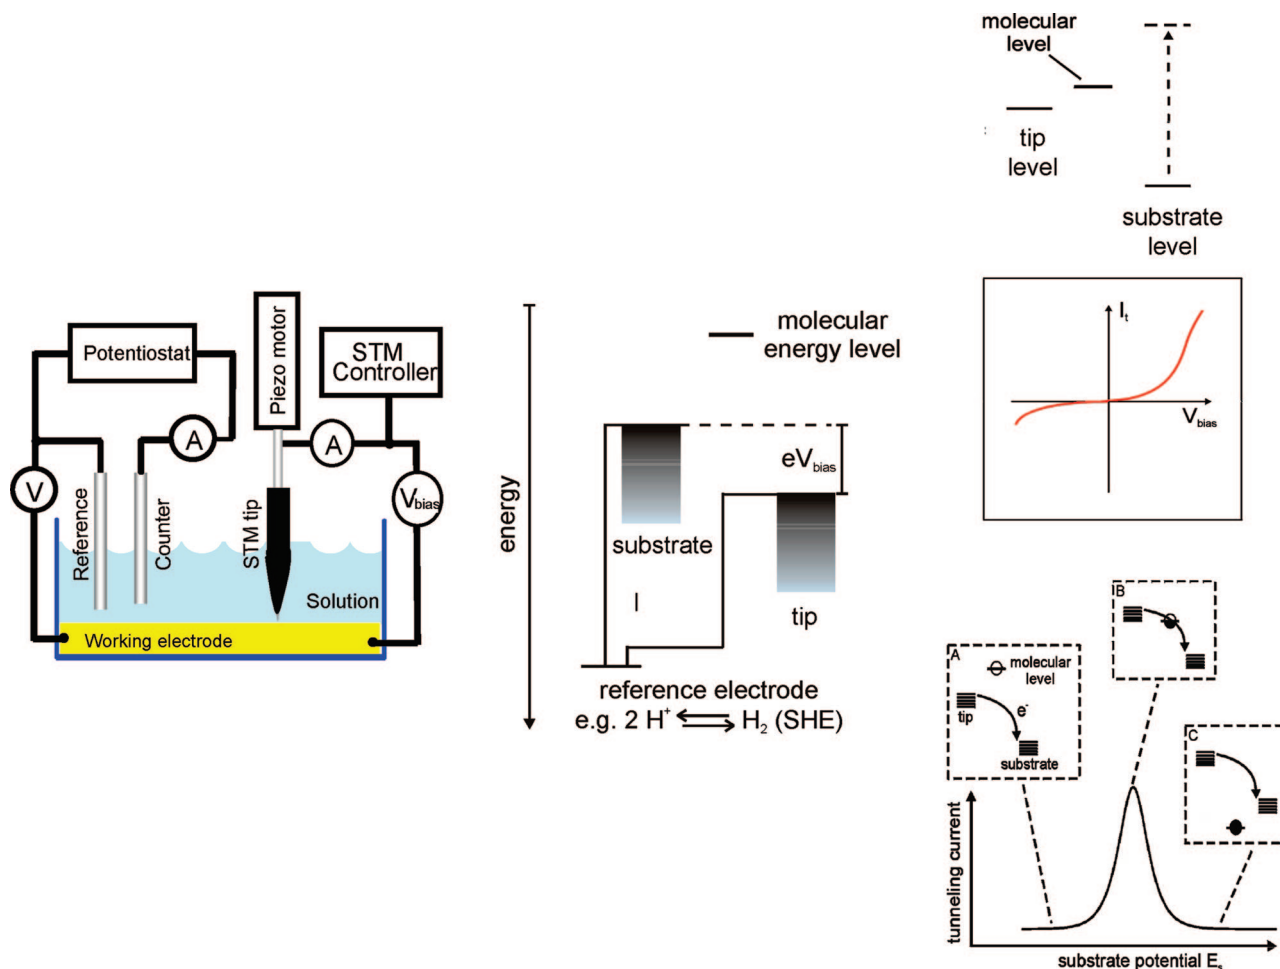 molecular
level
tip
level
substrate
level
Potentiostat
Piezo motor
STM
Controller
A
A
V
V bias
Reference
Counter
STM tip
Solution
Working electrode
energy
molecular
energy level
eV bias
substrate
tip
I
reference electrode
e.g. 2 H+ ⇌ H2 (SHE)
It
V bias
A
molecular
level
tip
e-
substrate
B
C
tunneling current
substrate potential Es